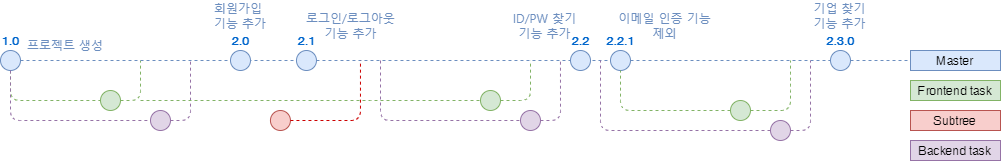 회원가입
기능 추가
로그인/로그아웃
기능 추가
ID/PW 찾기
기능 추가
이메일 인증 기능
제외
기업 찾기
기능 추가
1.0
프로젝트 생성
2.0
2.1
2.2
2.2.1
2.3.0
Master
Frontend task
Subtree
Backend task